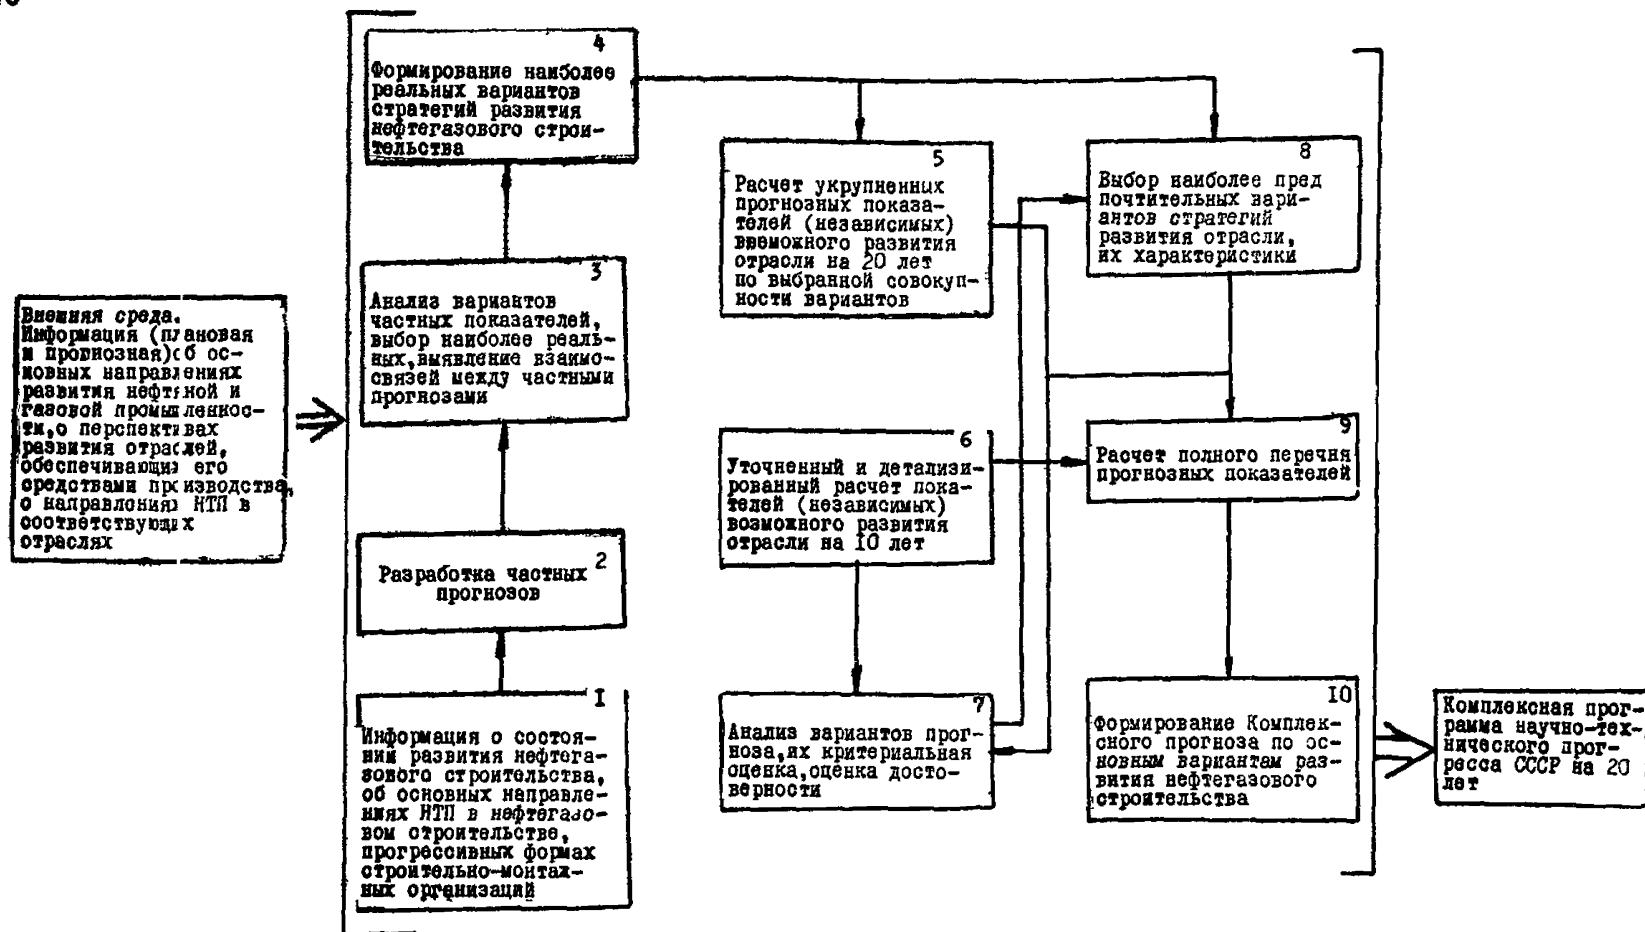 Внешняя среда.
Информация (плановая
и прогнозная)об ос-
новных направлениях
развития нефтяной и
газовой промышленнос-
ти,о перспективах
развития отраслей,
обеспечивающих его
средствами производства,
о направлениях НТП в
соответствующих
отраслях
4
Формирование наиболее
реальных вариантов
стратегий развития
нефтегазового строи-
тельства
3
Анализ вариантов
частных показателей,
выбор наиболее реаль-
ных,выявление взаимо-
связей между частными
прогнозами
2
Разработка частных
прогнозов
I
Информация о состоя-
нии развития нефтега-
зового строительства,
об основных направле-
ниях НТП в нефтегазо-
вом строительстве,
прогрессивных формах
строительно-монтаж-
ных организаций
5
Расчет укрупненных
прогнозных показа-
телей (независимых)
ввеможного развития
отрасли на 20 лет
по выбранной совокуп-
ности вариантов
6
Уточненный и детализи-
рованный расчет пока-
телей (независимых)
возможного развития
отрасли на IO лет
7
Анализ вариантов прог-
ноза,их критериальная
оценка,оценка досто-
верности
8
Выбор наиболее пред
почтительных вари-
антов стратегий
развития отрасли,
их характеристики
9
Расчет полного перечня
прогнозных показателей
IO
Формирование Комплек-
сного прогноза по ос-
новным вариантам раз-
вития нефтегазового
строительства
Комплексная прог-
рамма научно-тех-
нического прог-
ресса СССР на 20
лет